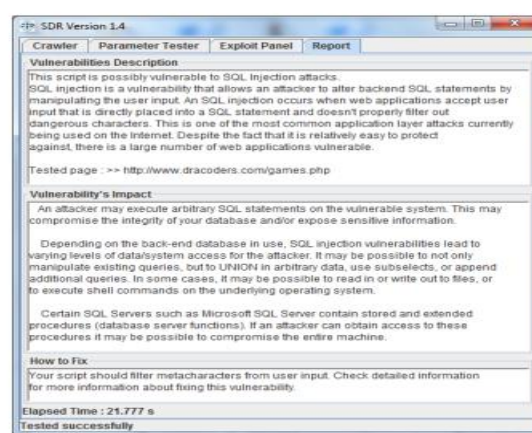 SDR Version 1.4
Crawler Parameter Tester Exploit Panel Report
Vulnerabilities Description
This script is possibly vulnerable to SQL Injection attacks.
SQL injection is a vulnerability that allows an attacker to alter backend SQL statements by
manipulating the user input. An SQL injection occurs when web applications accept user
input that is directly placed into a SQL statement and doesn't properly filter out
dangerous characters. This is one of the most common application layer attacks currently
being used on the Internet. Despite the fact that it is relatively easy to protect
against, there is a large number of web applications vulnerable.
Tested page : >> http://www.dracoders.com/games.php
Vulnerability's Impact
An attacker may execute arbitrary SQL statements on the vulnerable system. This may
compromise the integrity of your database and/or expose sensitive information.
Depending on the back-end database in use, SQL injection vulnerabilities lead to
varying levels of data/system access for the attacker. It may be possible to not only
manipulate existing queries, but to UNION in arbitrary data, use subselects, or append
additional queries. In some cases, it may be possible to read in or write out to files, or
to execute shell commands on the underlying operating system.
Certain SQL Servers such as Microsoft SQL Server contain stored and extended
procedures (database server functions). If an attacker can obtain access to these
procedures it may be possible to compromise the entire machine.
How to Fix
Your script should filter metacharacters from user input. Check detailed information
for more information about fixing this vulnerability.
Elapsed Time : 21.777 s
Tested successfully